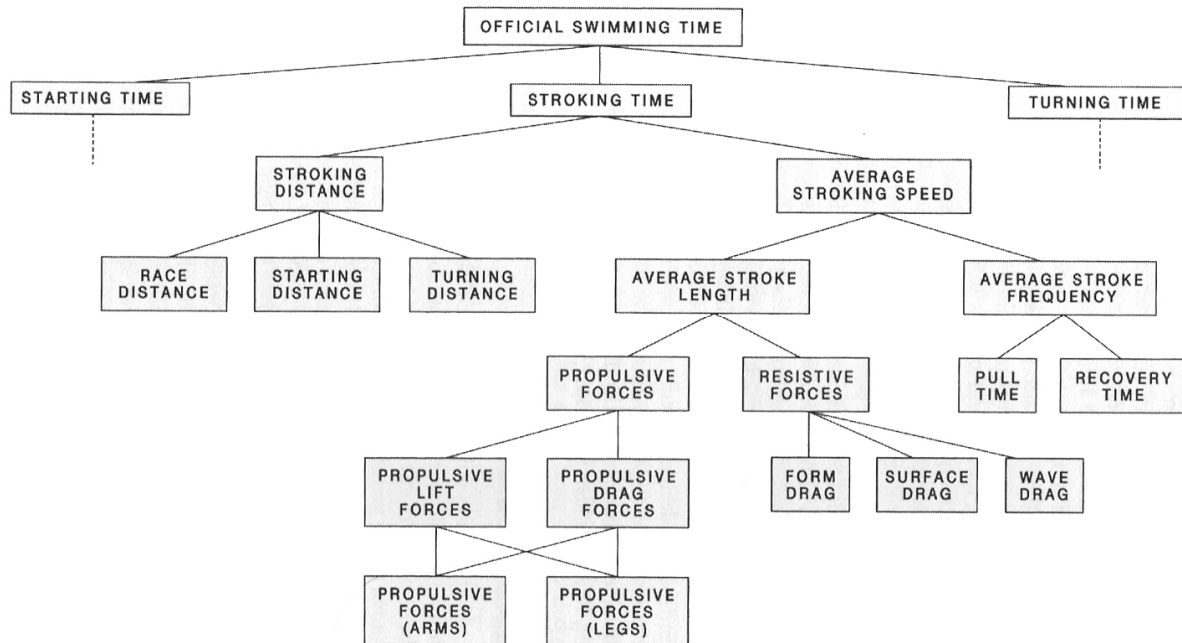 OFFICIAL SWIMMING TIME
STARTING TIME
STROKING TIME
TURNING TIME
STROKING
DISTANCE
AVERAGE
STROKING SPEED
RACE
DISTANCE
STARTING
DISTANCE
TURNING
DISTANCE
AVERAGE STROKE
LENGTH
AVERAGE STROKE
FREQUENCY
PROPULSIVE
FORCES
RESISTIVE
FORCES
PULL
TIME
RECOVERY
TIME
PROPULSIVE
LIFT
FORCES
PROPULSIVE
DRAG
FORCES
FORM
DRAG
SURFACE
DRAG
WAVE
DRAG
PROPULSIVE
FORCES
(ARMS)
PROPULSIVE
FORCES
(LEGS)